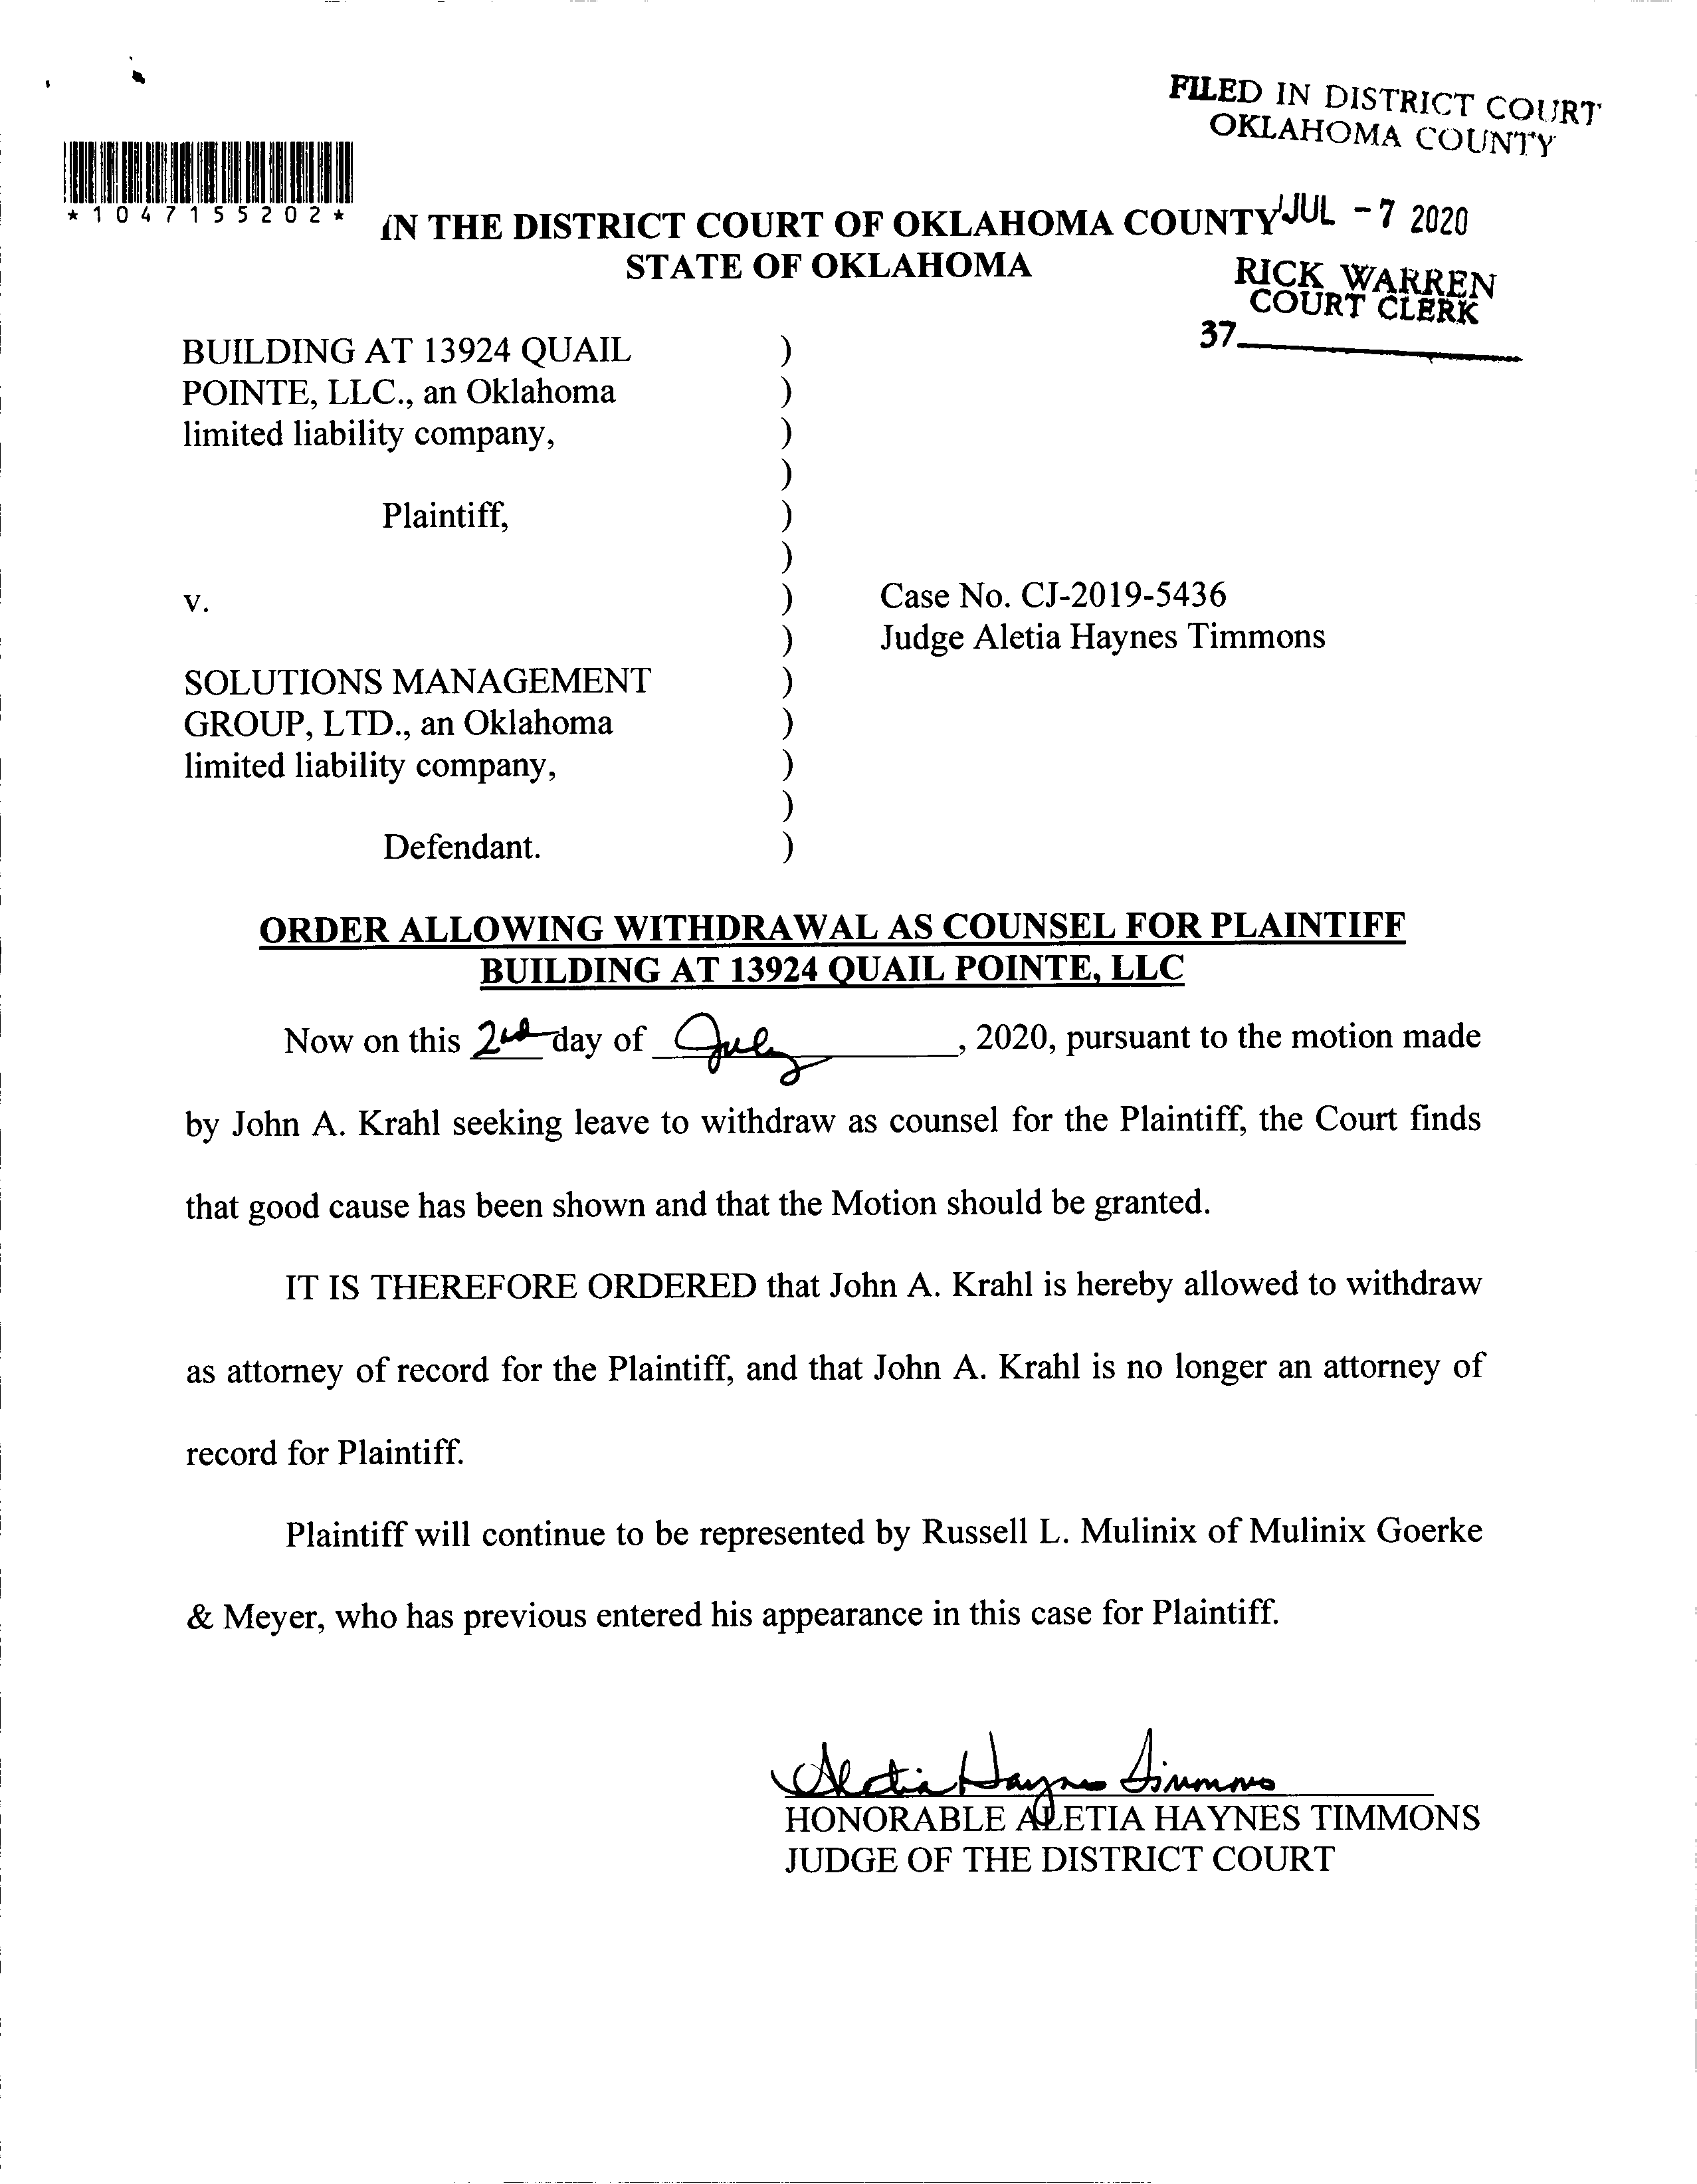 FILED IN DISTRICT COURT
OKLAHOMA COUNTY
*1047155202*
IN THE DISTRICT COURT OF OKLAHOMA COUNTY JUL - 7 2020
STATE OF OKLAHOMA
RICK WARREN
COURT CLERK
37
BUILDING AT 13924 QUAIL )
POINTE, LLC., an Oklahoma )
limited liability company, )
)
Plaintiff, )
)
v. ) Case No. CJ-2019-5436
) Judge Aletia Haynes Timmons
SOLUTIONS MANAGEMENT )
GROUP, LTD., an Oklahoma )
limited liability company, )
)
Defendant. )
ORDER ALLOWING WITHDRAWAL AS COUNSEL FOR PLAINTIFF
BUILDING AT 13924 QUAIL POINTE, LLC
Now on this 2nd day of July, 2020, pursuant to the motion made
by John A. Krahl seeking leave to withdraw as counsel for the Plaintiff, the Court finds
that good cause has been shown and that the Motion should be granted.
IT IS THEREFORE ORDERED that John A. Krahl is hereby allowed to withdraw
as attorney of record for the Plaintiff, and that John A. Krahl is no longer an attorney of
record for Plaintiff.
Plaintiff will continue to be represented by Russell L. Mulinix of Mulinix Goerke
& Meyer, who has previous entered his appearance in this case for Plaintiff.
Aletia Haynes Timmons
HONORABLE ALETIA HAYNES TIMMONS
JUDGE OF THE DISTRICT COURT